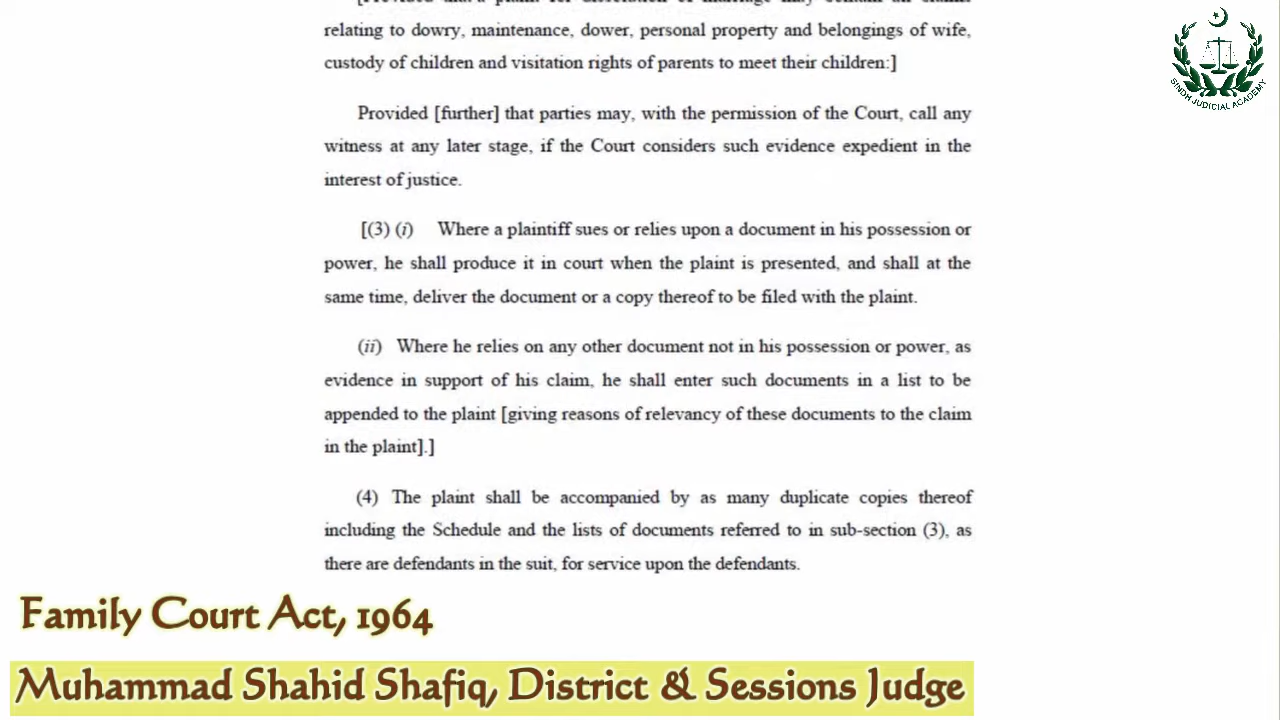 relating to dowry, maintenance, dower, personal property and belongings of wife,
custody of children and visitation rights of parents to meet their children:]
Provided [further] that parties may, with the permission of the Court, call any
witness at any later stage, if the Court considers such evidence expedient in the
interest of justice.
[(3) (i) Where a plaintiff sues or relies upon a document in his possession or
power, he shall produce it in court when the plaint is presented, and shall at the
same time, deliver the document or a copy thereof to be filed with the plaint.
(ii) Where he relies on any other document not in his possession or power, as
evidence in support of his claim, he shall enter such documents in a list to be
appended to the plaint [giving reasons of relevancy of these documents to the claim
in the plaint].]
(4) The plaint shall be accompanied by as many duplicate copies thereof
including the Schedule and the lists of documents referred to in sub-section (3), as
there are defendants in the suit, for service upon the defendants.
SINDH JUDICIAL ACADEMY
Family Court Act, 1964
Muhammad Shahid Shafiq, District & Sessions Judge